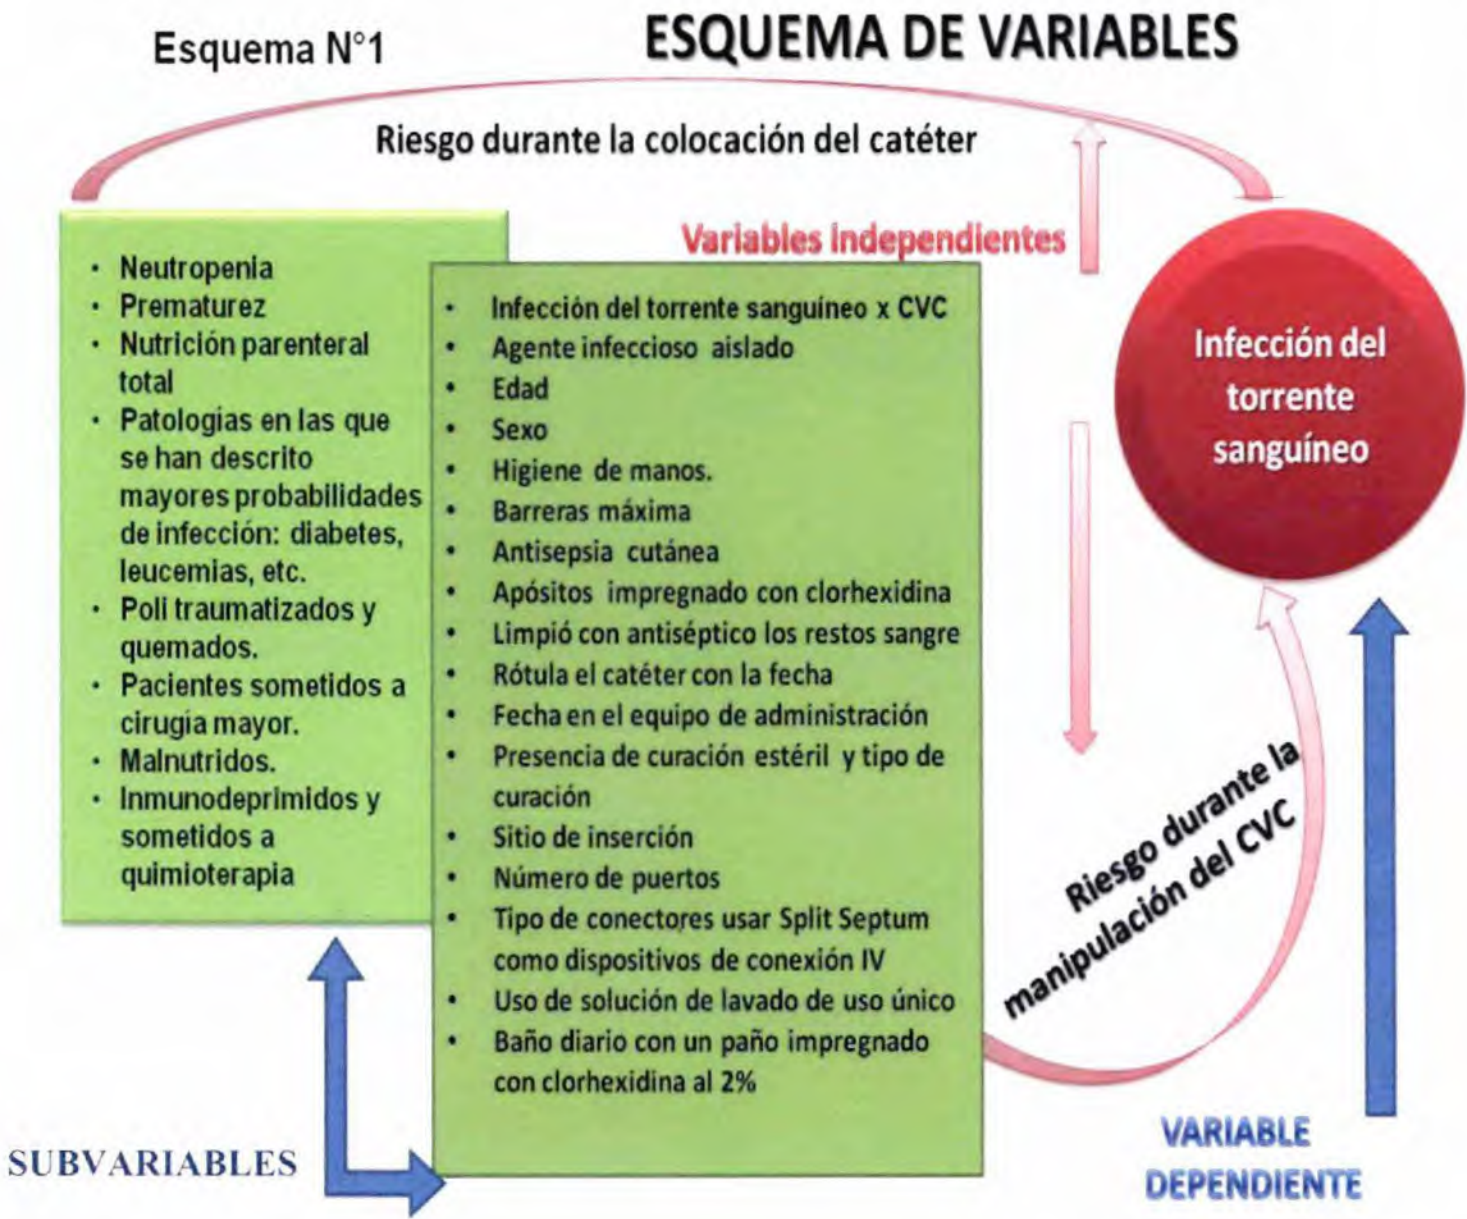 Esquema N°1
ESQUEMA DE VARIABLES
Riesgo durante la colocación del catéter
Variables independientes
• Neutropenia
• Prematurez
• Nutrición parenteral
total
• Patologías en las que
se han descrito
mayores probabilidades
de infección: diabetes,
leucemias, etc.
• Poli traumatizados y
quemados.
• Pacientes sometidos a
cirugía mayor.
• Malnutridos.
• Inmunodeprimidos y
sometidos a
quimioterapia
• Infección del torrente sanguíneo x CVC
• Agente infeccioso aislado
• Edad
• Sexo
• Higiene de manos.
• Barreras máxima
• Antisepsia cutánea
• Apósitos impregnado con clorhexidina
• Limpió con antiséptico los restos sangre
• Rótula el catéter con la fecha
• Fecha en el equipo de administración
• Presencia de curación estéril y tipo de
curación
• Sitio de inserción
• Número de puertos
• Tipo de conectores usar Split Septum
como dispositivos de conexión IV
• Uso de solución de lavado de uso único
• Baño diario con un paño impregnado
con clorhexidina al 2%
Infección del
torrente
sanguíneo
Riesgo durante la
manipulación del CVC
SUBVARIABLES
VARIABLE
DEPENDIENTE